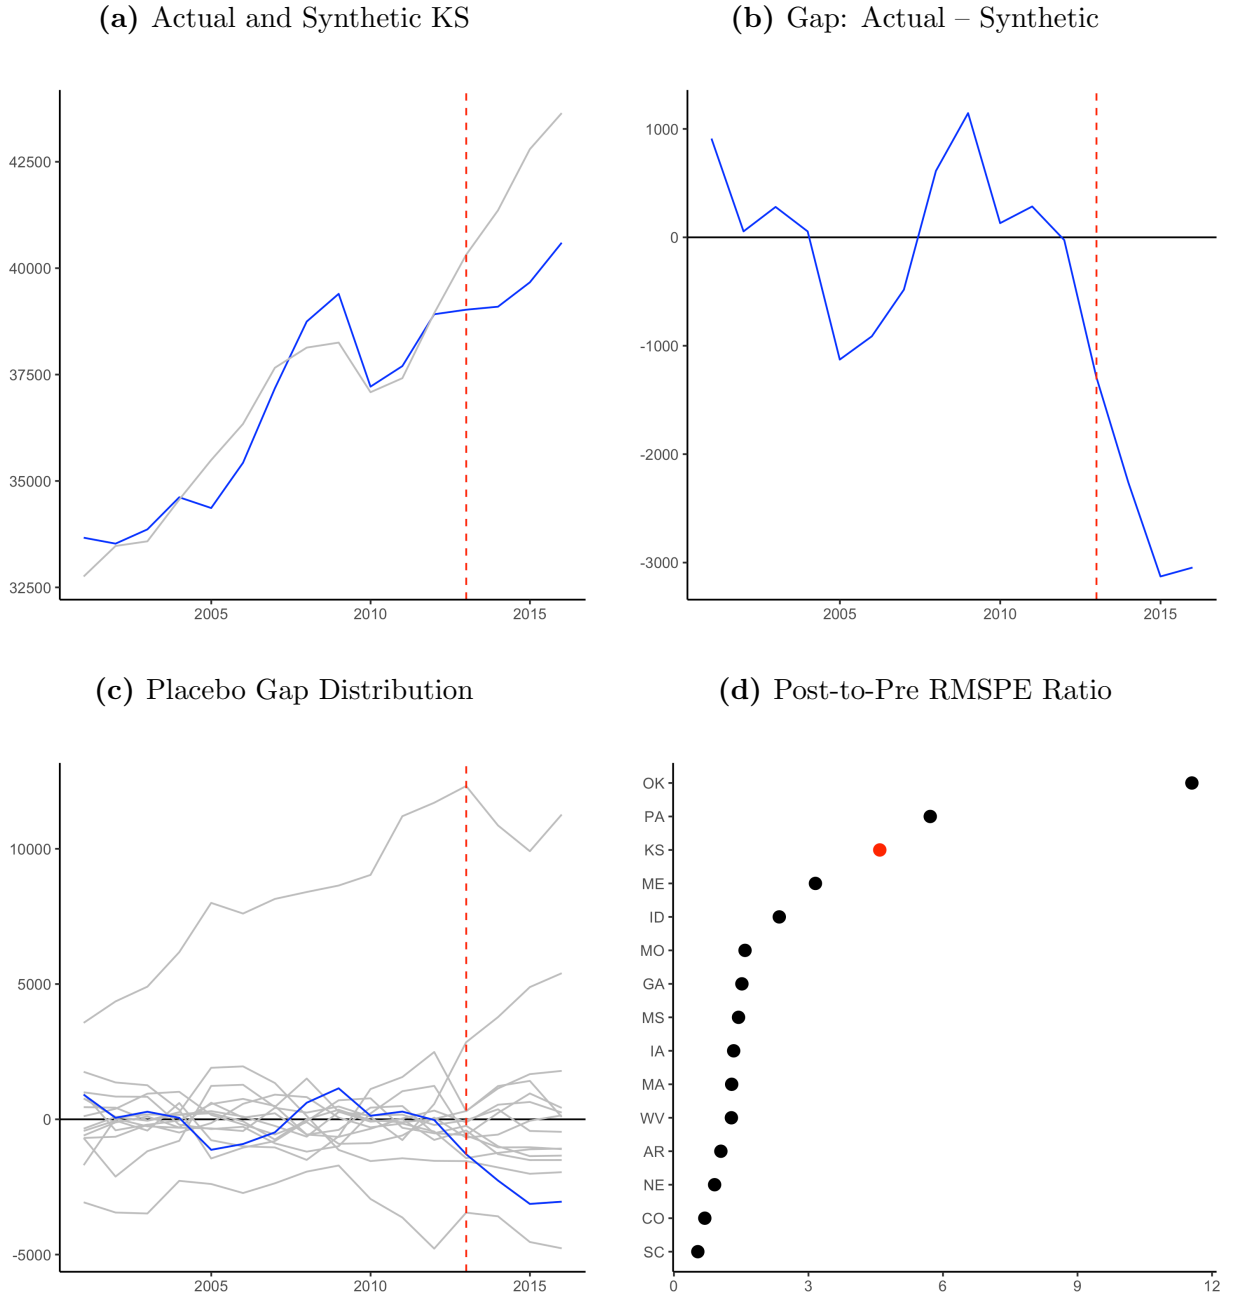 (a) Actual and Synthetic KS
42500
40000
37500
35000
32500
2005 2010 2015
(b) Gap: Actual – Synthetic
1000
0
-1000
-2000
-3000
2005 2010 2015
(c) Placebo Gap Distribution
10000
5000
0
-5000
2005 2010 2015
(d) Post-to-Pre RMSPE Ratio
OK
PA
KS
ME
ID
MO
GA
MS
IA
MA
WV
AR
NE
CO
SC
0 3 6 9 12